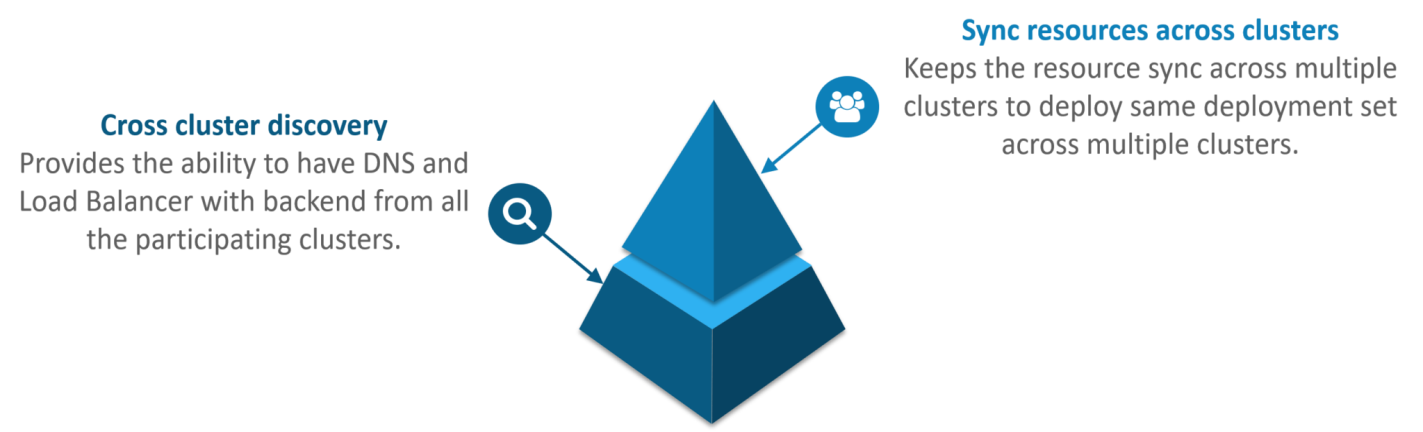 Cross cluster discovery
Provides the ability to have DNS and
Load Balancer with backend from all
the participating clusters.
Sync resources across clusters
Keeps the resource sync across multiple
clusters to deploy same deployment set
across multiple clusters.